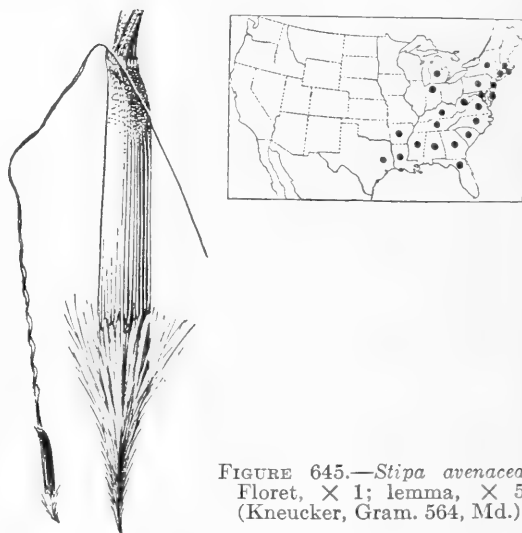 FIGURE 645.—Stipa avenacea
Floret, × 1; lemma, × 5
(Kneucker, Gram. 564, Md.)